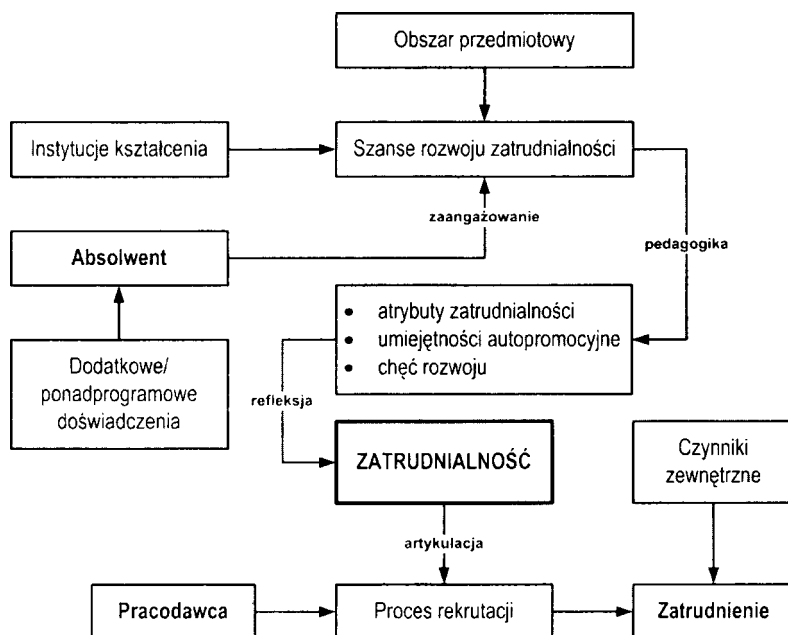 Obszar przedmiotowy
Instytucje kształcenia
Szanse rozwoju zatrudnialności
zaangażowanie
pedagogika
Absolwent
• atrybuty zatrudnialności
• umiejętności autopromocyjne
• chęć rozwoju
Dodatkowe/
ponadprogramowe
doświadczenia
refleksja
ZATRUDNIALNOŚĆ
Czynniki
zewnętrzne
artykulacja
Pracodawca
Proces rekrutacji
Zatrudnienie